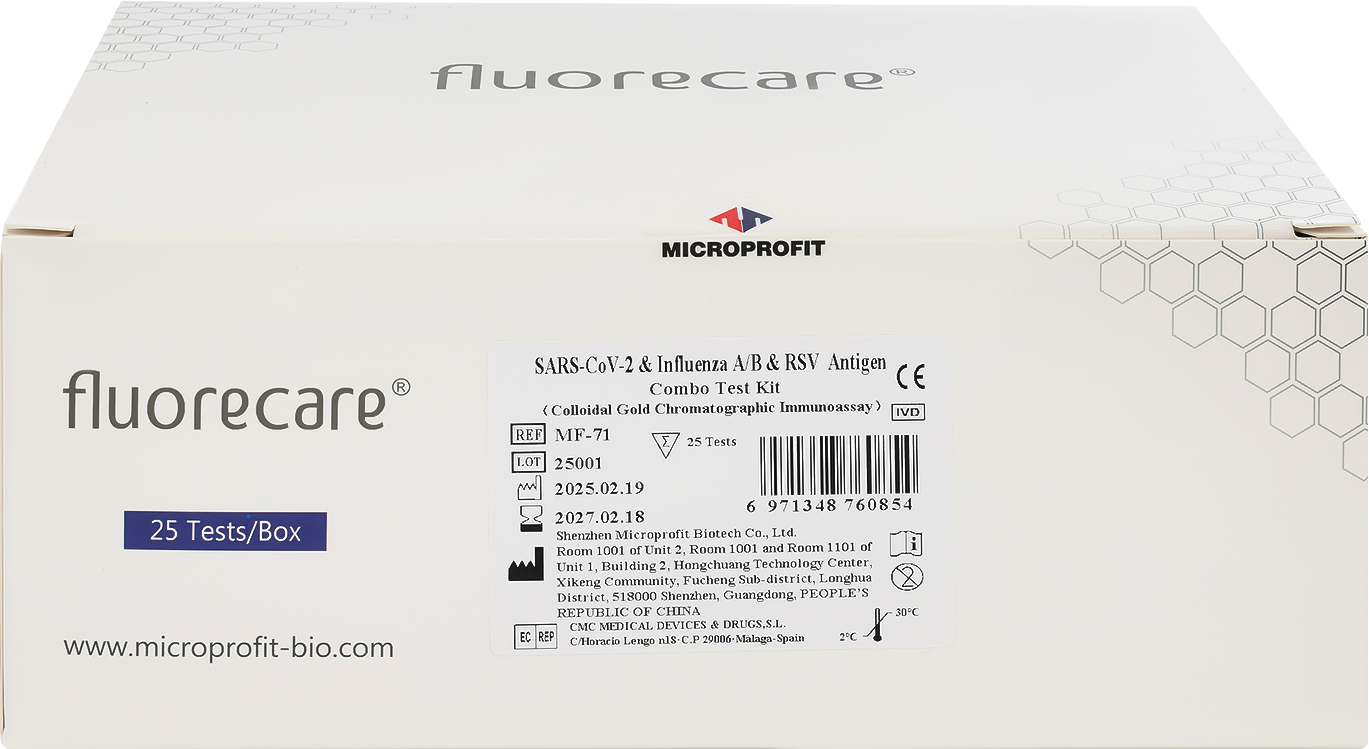 fluorecare®
MICROPROFIT
fluorecare®
25 Tests/Box
www.microprofit-bio.com
SARS-CoV-2 & Influenza A/B & RSV Antigen
Combo Test Kit
(Colloidal Gold Chromatographic Immunoassay)
CE
IVD
REF MF-71
Σ 25 Tests
LOT 25001
2025.02.19
2027.02.18
6 971348 760854
Shenzhen Microprofit Biotech Co., Ltd.
Room 1001 of Unit 2, Room 1001 and Room 1101 of
Unit 1, Building 2, Hongchuang Technology Center,
Xikeng Community, Fucheng Sub-district, Longhua
District, 518000 Shenzhen, Guangdong, PEOPLE'S
REPUBLIC OF CHINA
i
2
EC REP
CMC MEDICAL DEVICES & DRUGS,S.L.
C/Horacio Lengo n18·C.P 29006·Málaga-Spain
30°C
2°C